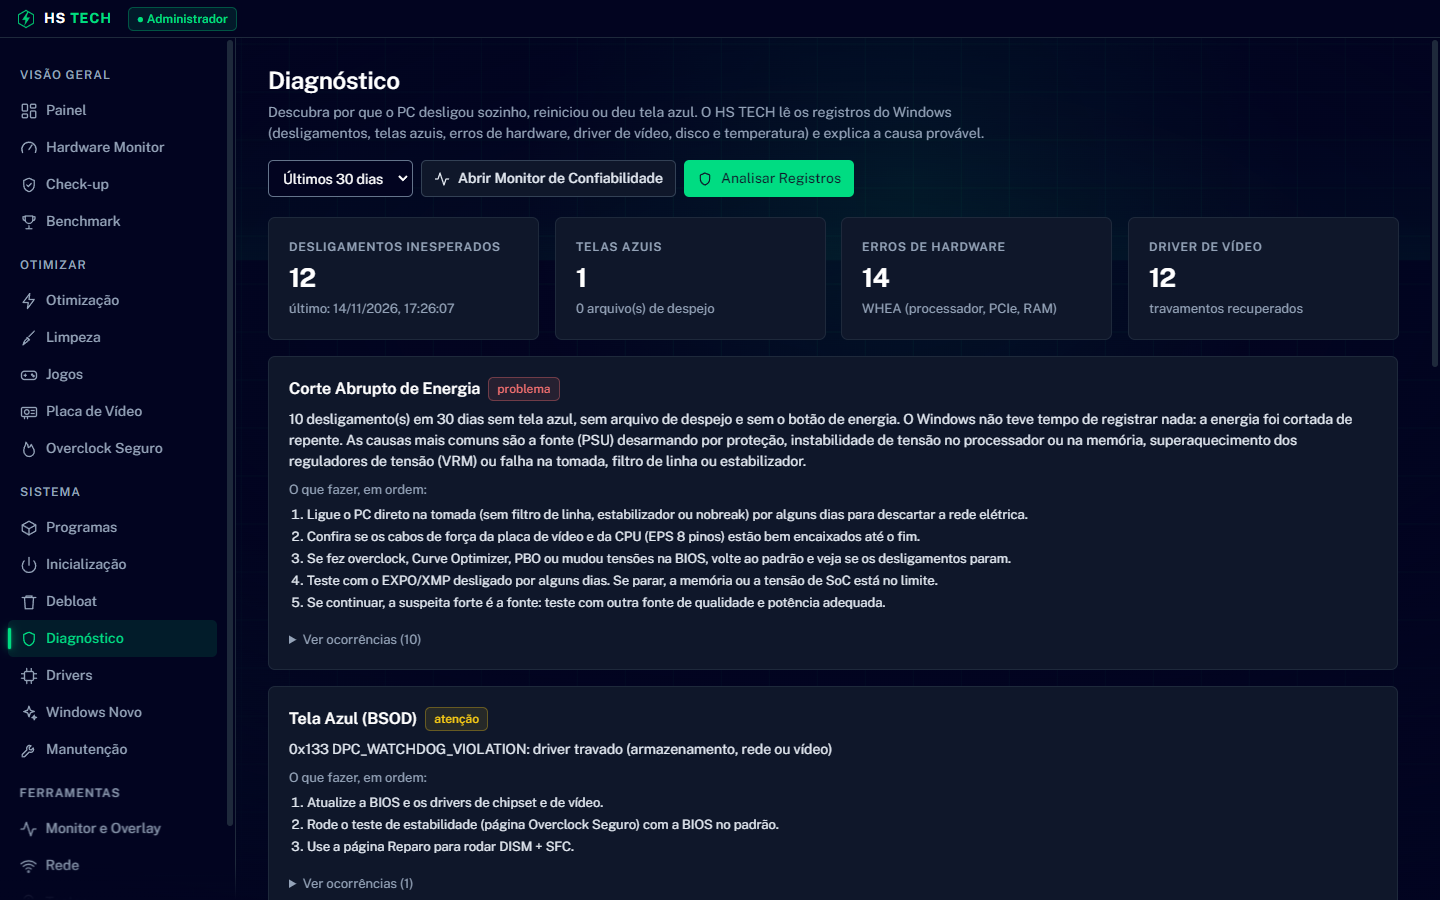 HS TECH
● Administrador
VISÃO GERAL
Painel
Hardware Monitor
Check-up
Benchmark
OTIMIZAR
Otimização
Limpeza
Jogos
Placa de Vídeo
Overclock Seguro
SISTEMA
Programas
Inicialização
Debloat
Diagnóstico
Drivers
Windows Novo
Manutenção
FERRAMENTAS
Monitor e Overlay
Rede
Diagnóstico
Descubra por que o PC desligou sozinho, reiniciou ou deu tela azul. O HS TECH lê os registros do Windows
(desligamentos, telas azuis, erros de hardware, driver de vídeo, disco e temperatura) e explica a causa provável.
Últimos 30 dias
Abrir Monitor de Confiabilidade
Analisar Registros
DESLIGAMENTOS INESPERADOS
12
último: 14/11/2026, 17:26:07
TELAS AZUIS
1
0 arquivo(s) de despejo
ERROS DE HARDWARE
14
WHEA (processador, PCIe, RAM)
DRIVER DE VÍDEO
12
travamentos recuperados
Corte Abrupto de Energia problema
10 desligamento(s) em 30 dias sem tela azul, sem arquivo de despejo e sem o botão de energia. O Windows não teve tempo de registrar nada: a energia foi cortada de
repente. As causas mais comuns são a fonte (PSU) desarmando por proteção, instabilidade de tensão no processador ou na memória, superaquecimento dos
reguladores de tensão (VRM) ou falha na tomada, filtro de linha ou estabilizador.
O que fazer, em ordem:
1. Ligue o PC direto na tomada (sem filtro de linha, estabilizador ou nobreak) por alguns dias para descartar a rede elétrica.
2. Confira se os cabos de força da placa de vídeo e da CPU (EPS 8 pinos) estão bem encaixados até o fim.
3. Se fez overclock, Curve Optimizer, PBO ou mudou tensões na BIOS, volte ao padrão e veja se os desligamentos param.
4. Teste com o EXPO/XMP desligado por alguns dias. Se parar, a memória ou a tensão de SoC está no limite.
5. Se continuar, a suspeita forte é a fonte: teste com outra fonte de qualidade e potência adequada.
▶ Ver ocorrências (10)
Tela Azul (BSOD) atenção
0x133 DPC_WATCHDOG_VIOLATION: driver travado (armazenamento, rede ou vídeo)
O que fazer, em ordem:
1. Atualize a BIOS e os drivers de chipset e de vídeo.
2. Rode o teste de estabilidade (página Overclock Seguro) com a BIOS no padrão.
3. Use a página Reparo para rodar DISM + SFC.
▶ Ver ocorrências (1)